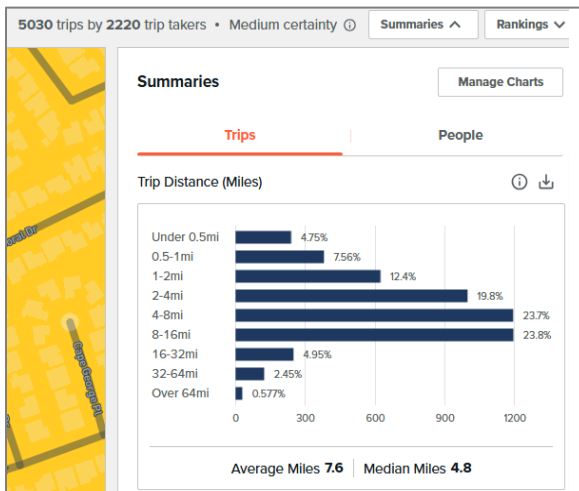 5030 trips by 2220 trip takers • Medium certainty ⓘ Summaries Rankings
Summaries Manage Charts
Trips People
Trip Distance (Miles)
Under 0.5mi 4.75%
0.5-1mi 7.56%
1-2mi 12.4%
2-4mi 19.8%
4-8mi 23.7%
8-16mi 23.8%
16-32mi 4.95%
32-64mi 2.45%
Over 64mi 0.577%
0 300 600 900 1200
Average Miles 7.6 Median Miles 4.8
Cape George Pl